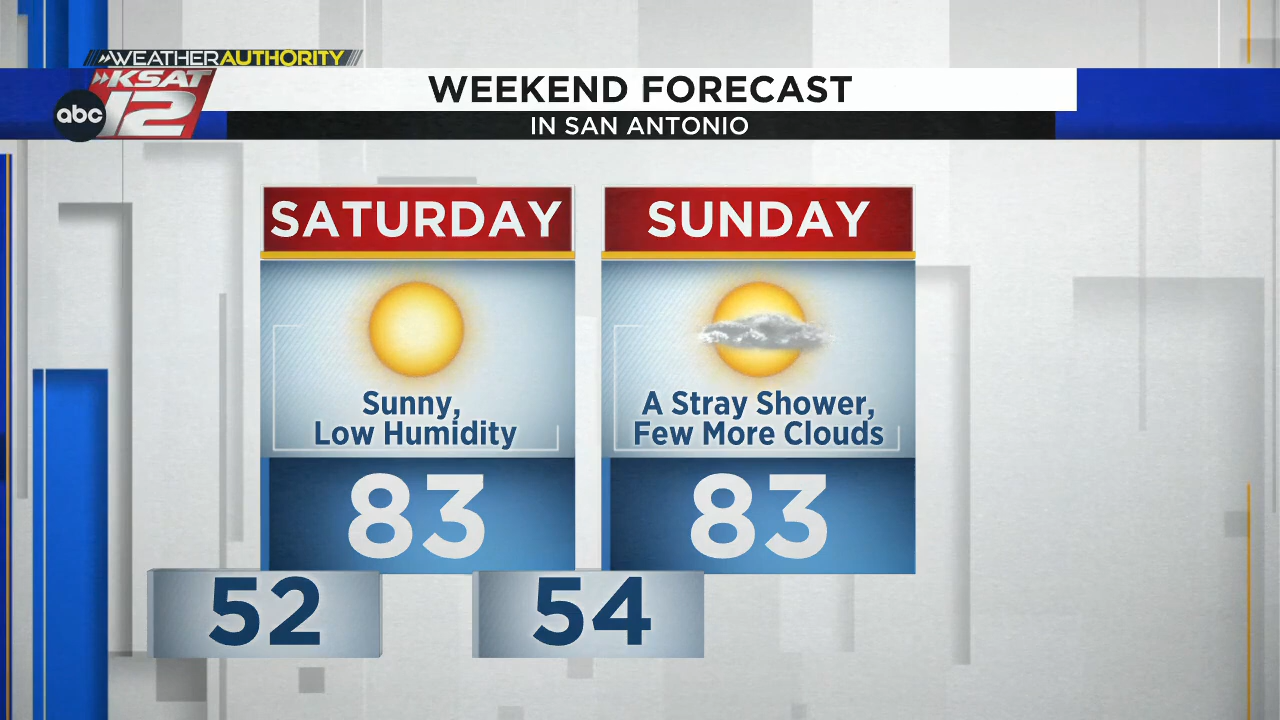 WEATHERAUTHORITY
KSAT
abc
12
WEEKEND FORECAST
IN SAN ANTONIO
SATURDAY
Sunny,
Low Humidity
83
52
SUNDAY
A Stray Shower,
Few More Clouds
83
54